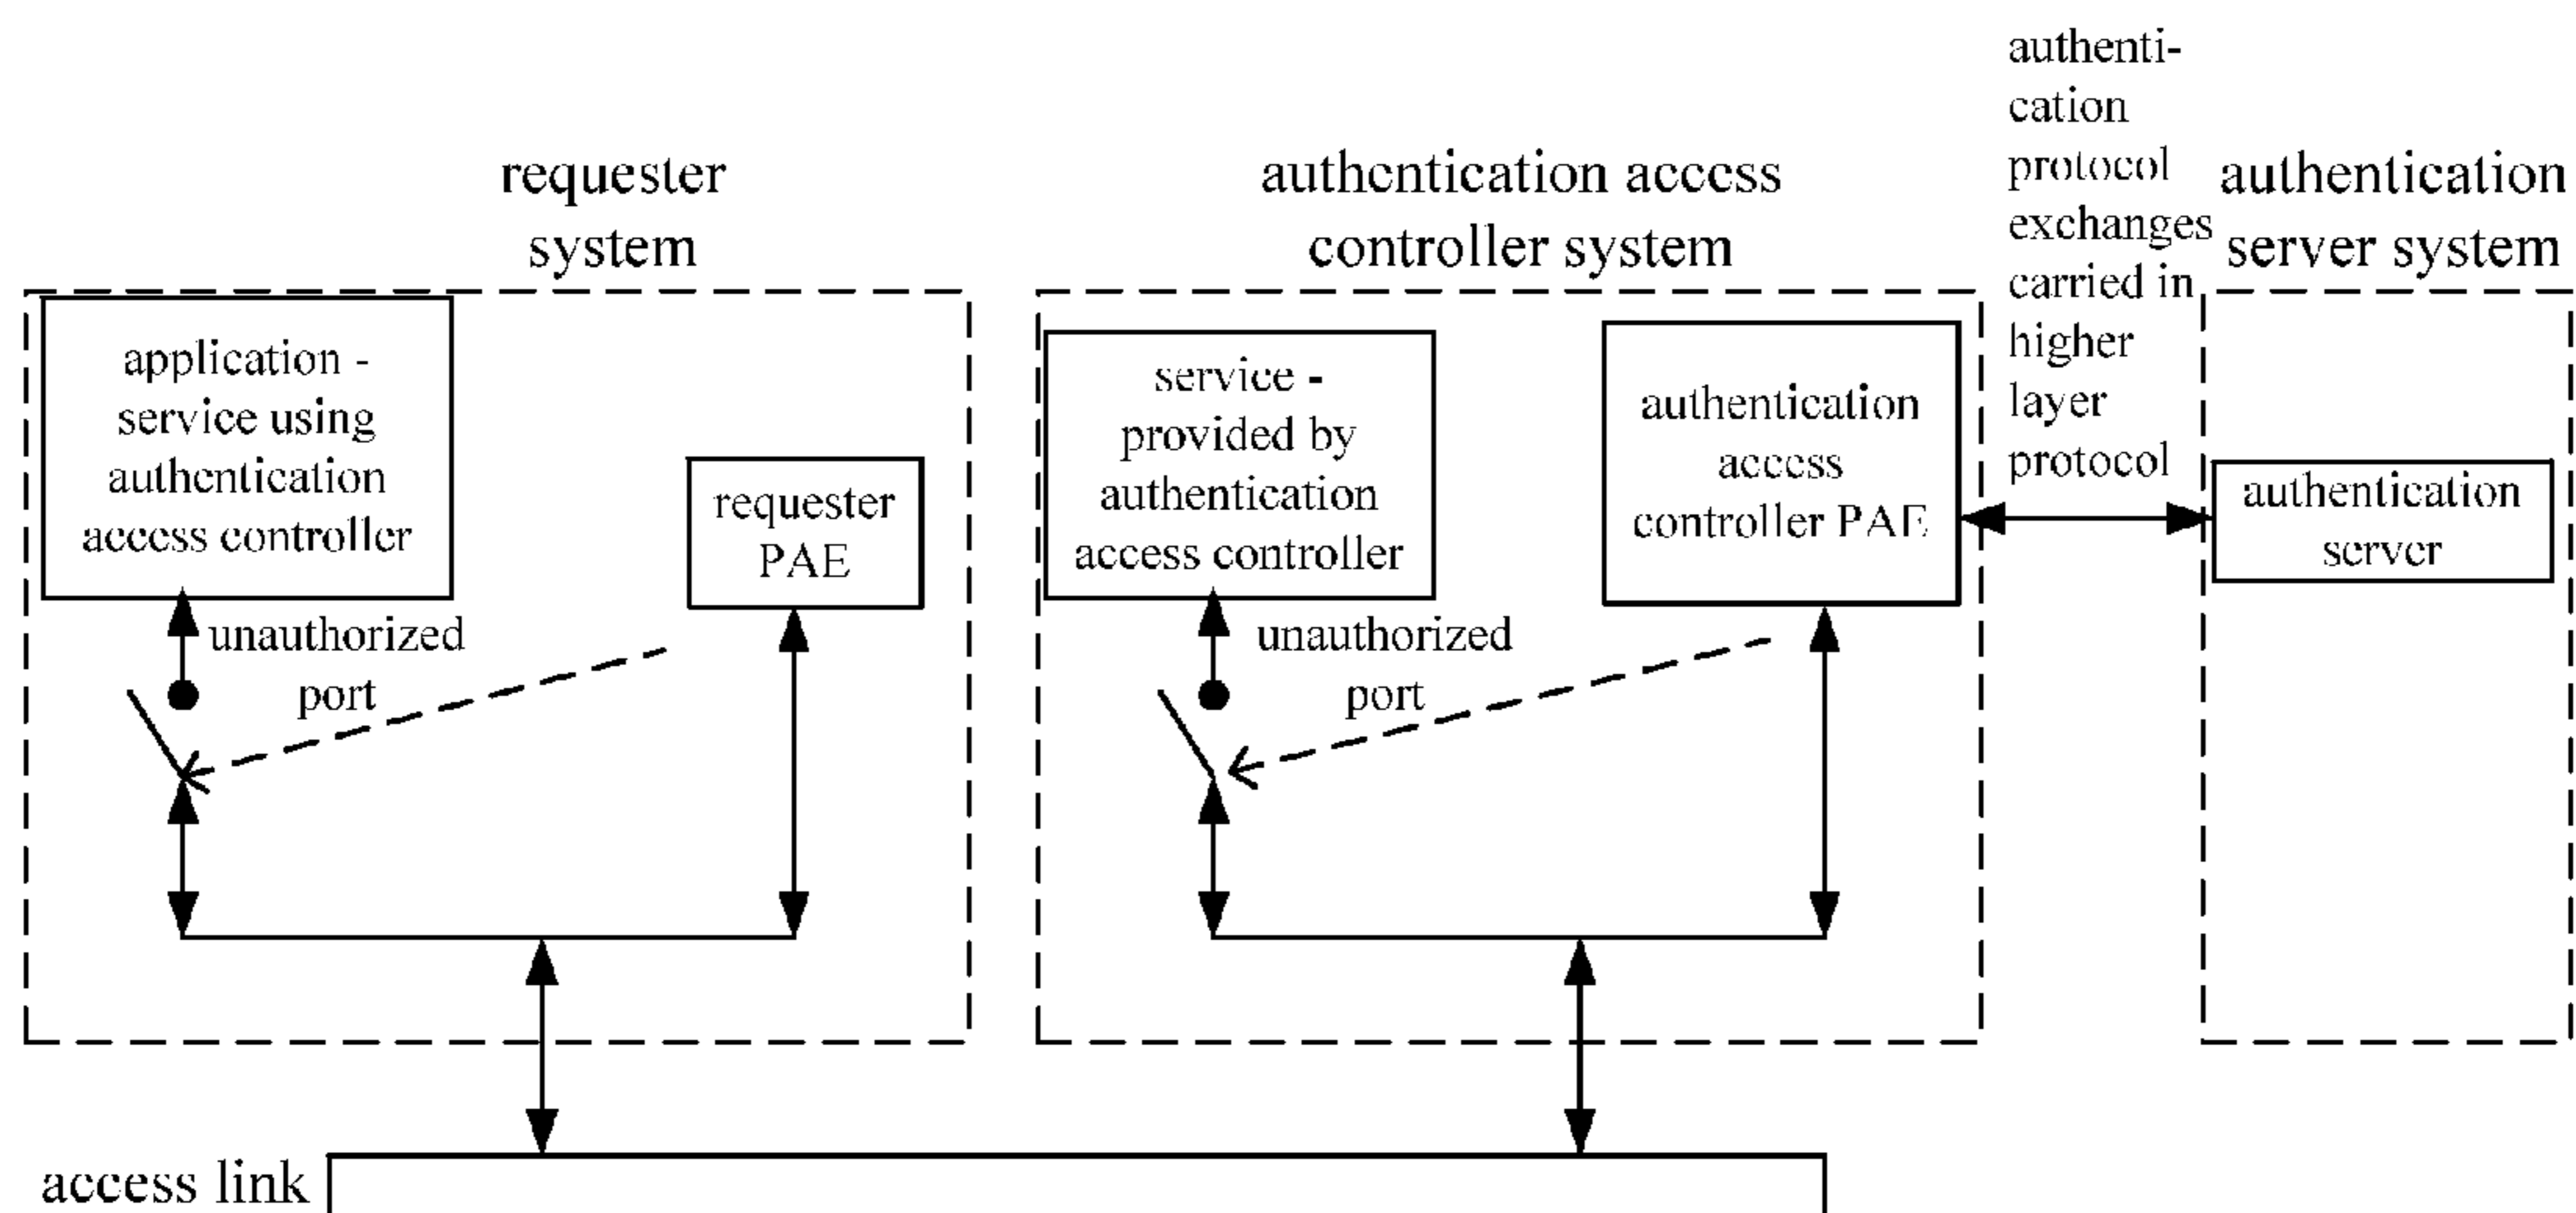 requester
system
application -
service using
authentication
access controller
requester
PAE
unauthorized
port
authentication access
controller system
service -
provided by
authentication
access controller
authentication
access
controller PAE
unauthorized
port
authenti-
cation
protocol
exchanges
carried in
higher
layer
protocol
authentication
server system
authentication
server
access link